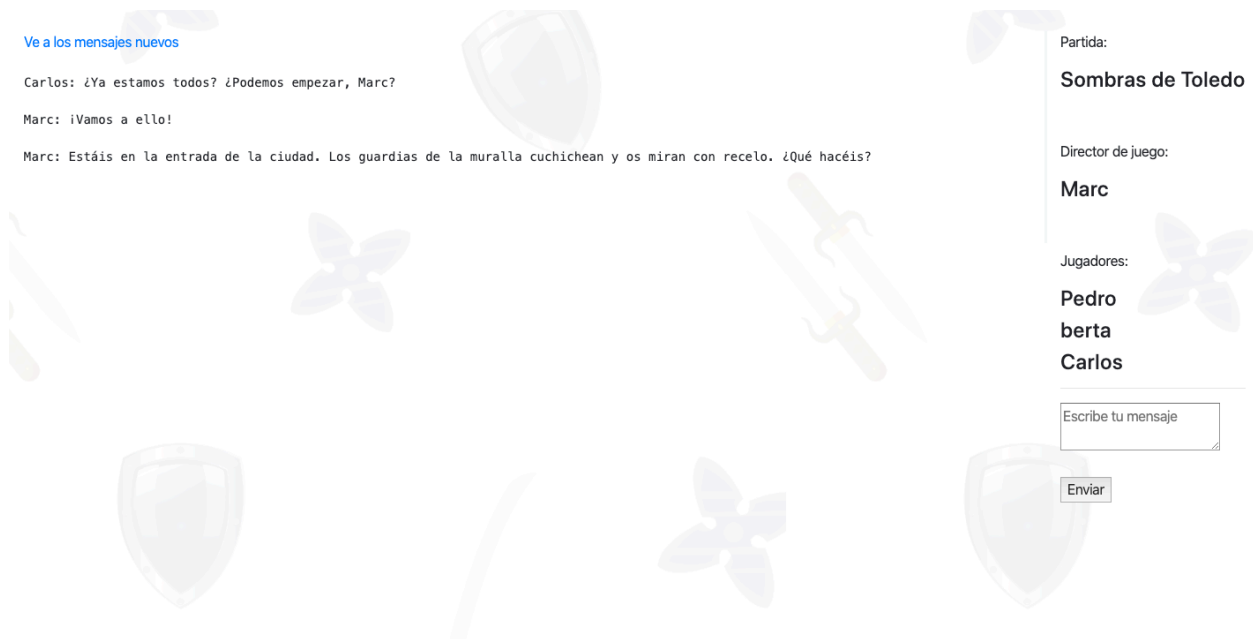 Ve a los mensajes nuevos
Carlos: ¿Ya estamos todos? ¿Podemos empezar, Marc?
Marc: ¡Vamos a ello!
Marc: Estáis en la entrada de la ciudad. Los guardias de la muralla cuchichean y os miran con recelo. ¿Qué hacéis?
Partida:
Sombras de Toledo
Director de juego:
Marc
Jugadores:
Pedro
berta
Carlos
Escribe tu mensaje
Enviar